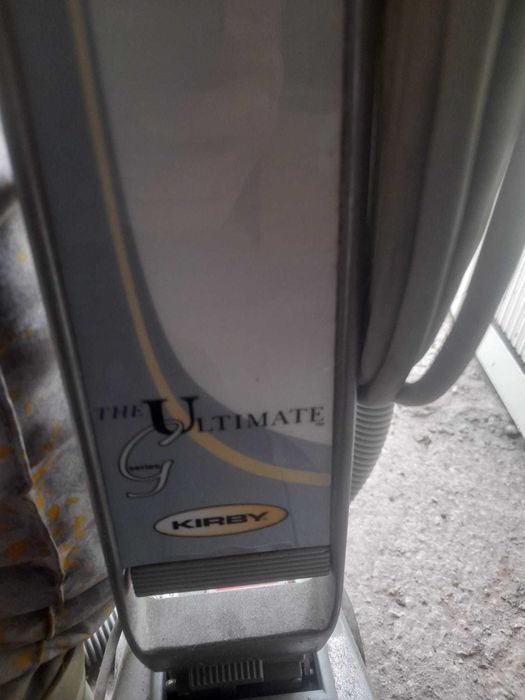 THE ULTIMATE
G series
KIRBY